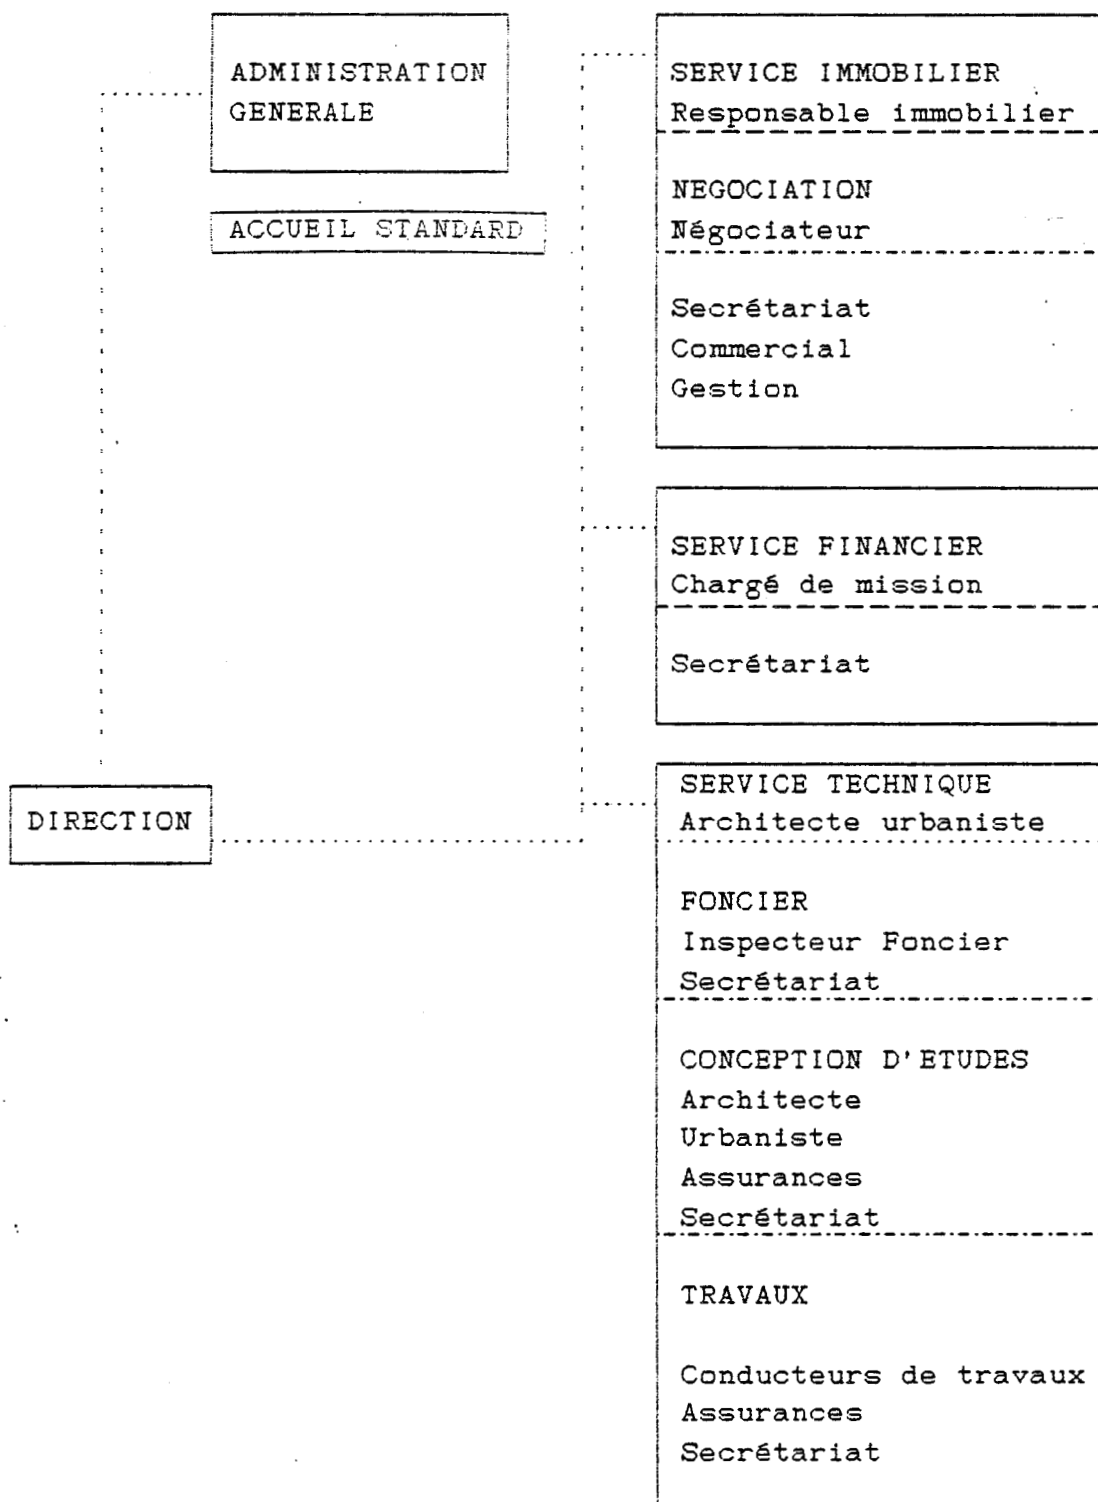 ADMINISTRATION
GENERALE
ACCUEIL STANDARD
DIRECTION
SERVICE IMMOBILIER
Responsable immobilier
NEGOCIATION
Négociateur
Secrétariat
Commercial
Gestion
SERVICE FINANCIER
Chargé de mission
Secrétariat
SERVICE TECHNIQUE
Architecte urbaniste
FONCIER
Inspecteur Foncier
Secrétariat
CONCEPTION D'ETUDES
Architecte
Urbaniste
Assurances
Secrétariat
TRAVAUX
Conducteurs de travaux
Assurances
Secrétariat